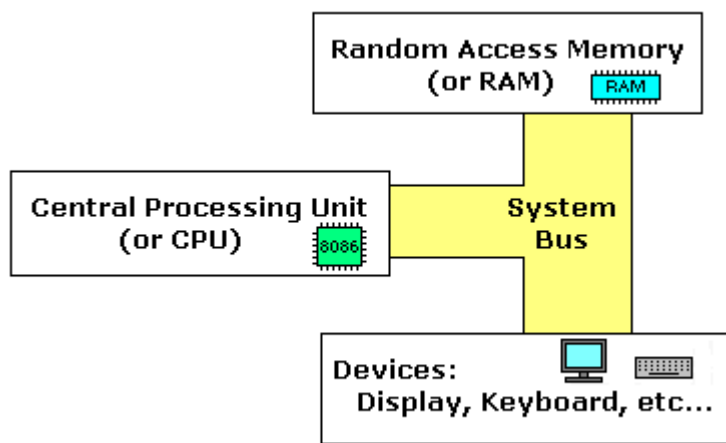 Random Access Memory
(or RAM)
RAM
Central Processing Unit
(or CPU)
8086
System
Bus
Devices:
Display, Keyboard, etc...